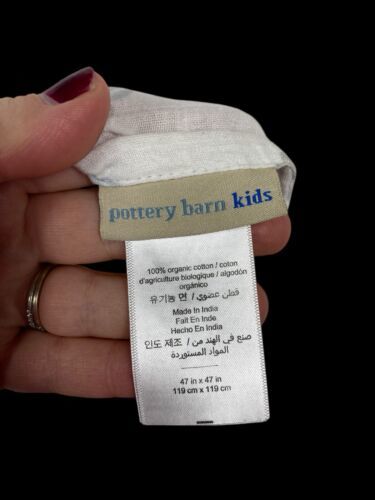 pottery barn kids
100% organic cotton / coton
d'agriculture biologique / algodón
orgánico
유기농 면 / قطن عضوي
Made In India
Fait En Inde
Hecho En India
인도 제조 / صنع في الهند من
المواد المستوردة
47 in x 47 in
119 cm x 119 cm